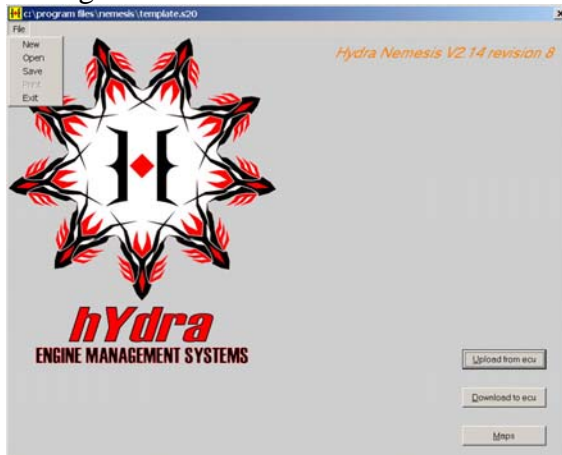 c:\program files\nemesis\template.s20
File
New
Open
Save
Print
Exit
Hydra Nemesis V2.14 revision 8
hYdra
ENGINE MANAGEMENT SYSTEMS
Upload from ecu
Download to ecu
Maps